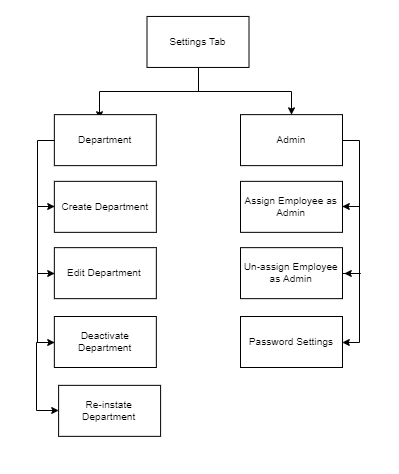 Settings Tab
Department
Admin
Create Department
Assign Employee as
Admin
Edit Department
Un-assign Employee
as Admin
Deactivate
Department
Password Settings
Re-instate
Department